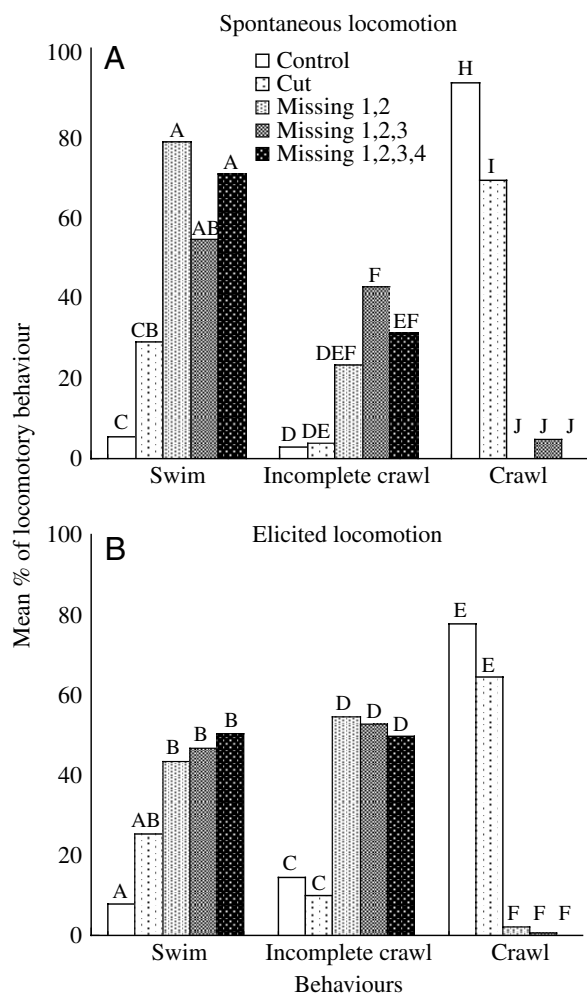 Spontaneous locomotion
A
Control
Cut
Missing 1,2
Missing 1,2,3
Missing 1,2,3,4
100
80
60
40
20
0
C
CB
A
AB
A
D
DE
DEF
F
EF
H
I
J
J
J
Swim
Incomplete crawl
Crawl
Mean % of locomotory behaviour
B
Elicited locomotion
100
80
60
40
20
0
A
AB
B
B
B
C
C
D
D
D
E
E
F
F
F
Swim
Incomplete crawl
Crawl
Behaviours